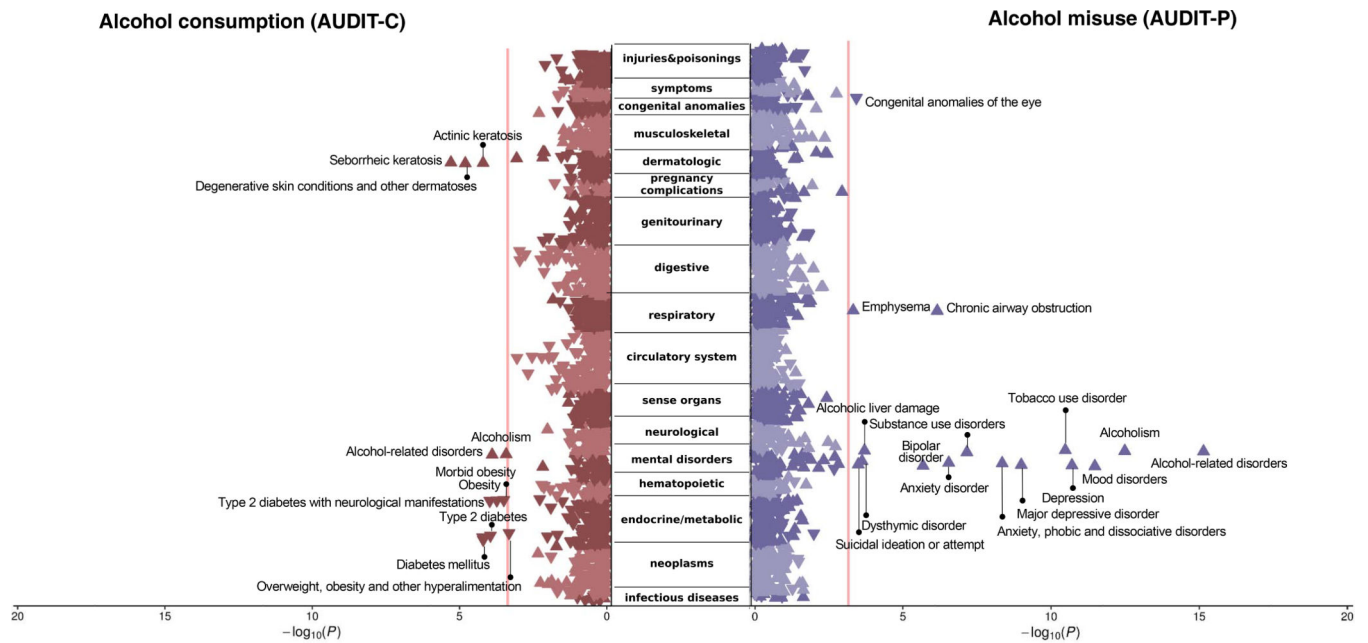 Alcohol consumption (AUDIT-C)
Alcohol misuse (AUDIT-P)
injuries&poisonings
symptoms
congenital anomalies
Congenital anomalies of the eye
musculoskeletal
Actinic keratosis
Seborrheic keratosis
Degenerative skin conditions and other dermatoses
dermatologic
pregnancy
complications
genitourinary
digestive
respiratory
Emphysema
Chronic airway obstruction
circulatory system
sense organs
Alcoholic liver damage
Tobacco use disorder
Substance use disorders
neurological
Alcoholism
Alcohol-related disorders
mental disorders
Bipolar
disorder
Alcoholism
Alcohol-related disorders
Anxiety disorder
Mood disorders
Depression
Major depressive disorder
Anxiety, phobic and dissociative disorders
Dysthymic disorder
Suicidal ideation or attempt
Morbid obesity
Obesity
hematopoietic
Type 2 diabetes with neurological manifestations
Type 2 diabetes
endocrine/metabolic
Diabetes mellitus
Overweight, obesity and other hyperalimentation
neoplasms
infectious diseases
20 15 10 5 0
0 5 10 15 20
−log10(P)
−log10(P)